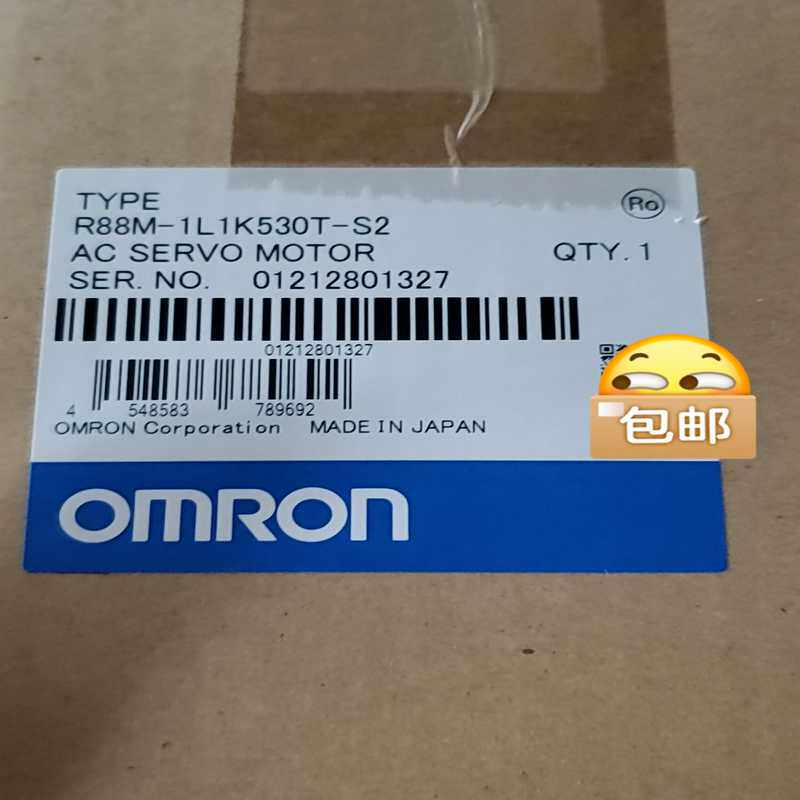 TYPE
Ro
R88M-1L1K530T-S2
AC SERVO MOTOR QTY. 1
SER. NO. 01212801327
01212801327
4 548583 789692
OMRON Corporation MADE IN JAPAN
包邮
OMRON